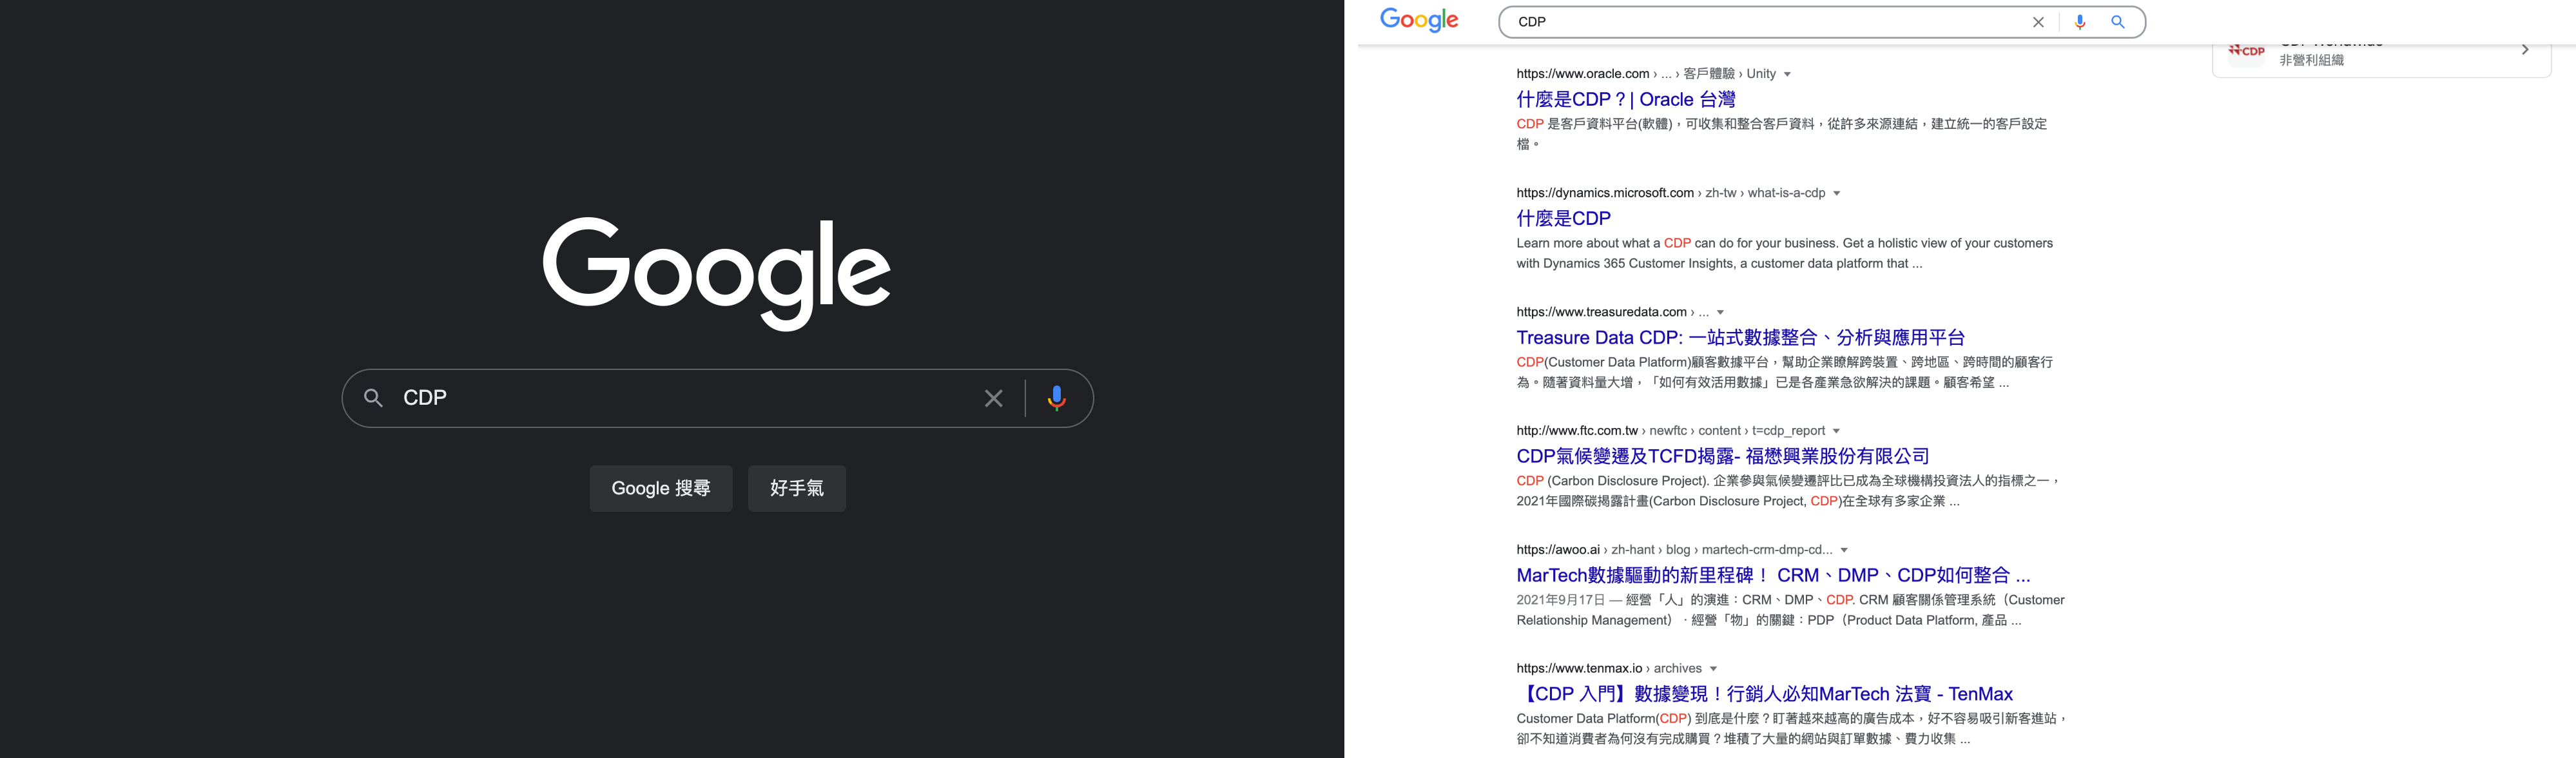 Google
CDP
Google 搜尋
好手氣
Google
CDP
CDP
非營利組織
https://www.oracle.com › ... › 客戶體驗 › Unity
什麼是CDP？| Oracle 台灣
CDP 是客戶資料平台(軟體)，可收集和整合客戶資料，從許多來源連結，建立統一的客戶設定
檔。
https://dynamics.microsoft.com › zh-tw › what-is-a-cdp
什麼是CDP
Learn more about what a CDP can do for your business. Get a holistic view of your customers
with Dynamics 365 Customer Insights, a customer data platform that ...
https://www.treasuredata.com › ...
Treasure Data CDP: 一站式數據整合、分析與應用平台
CDP(Customer Data Platform)顧客數據平台，幫助企業瞭解跨裝置、跨地區、跨時間的顧客行
為。隨著資料量大增，「如何有效活用數據」已是各產業急欲解決的課題。顧客希望 ...
http://www.ftc.com.tw › newftc › content › t=cdp_report
CDP氣候變遷及TCFD揭露- 福懋興業股份有限公司
CDP (Carbon Disclosure Project). 企業參與氣候變遷評比已成為全球機構投資法人的指標之一，
2021年國際碳揭露計畫(Carbon Disclosure Project, CDP)在全球有多家企業 ...
https://awoo.ai › zh-hant › blog › martech-crm-dmp-cd...
MarTech數據驅動的新里程碑！ CRM、DMP、CDP如何整合 ...
2021年9月17日 — 經營「人」的演進：CRM、DMP、CDP. CRM 顧客關係管理系統（Customer
Relationship Management） · 經營「物」的關鍵：PDP（Product Data Platform, 產品 ...
https://www.tenmax.io › archives
【CDP 入門】數據變現！行銷人必知MarTech 法寶 - TenMax
Customer Data Platform(CDP) 到底是什麼？盯著越來越高的廣告成本，好不容易吸引新客進站，
卻不知道消費者為何沒有完成購買？堆積了大量的網站與訂單數據、費力收集 ...